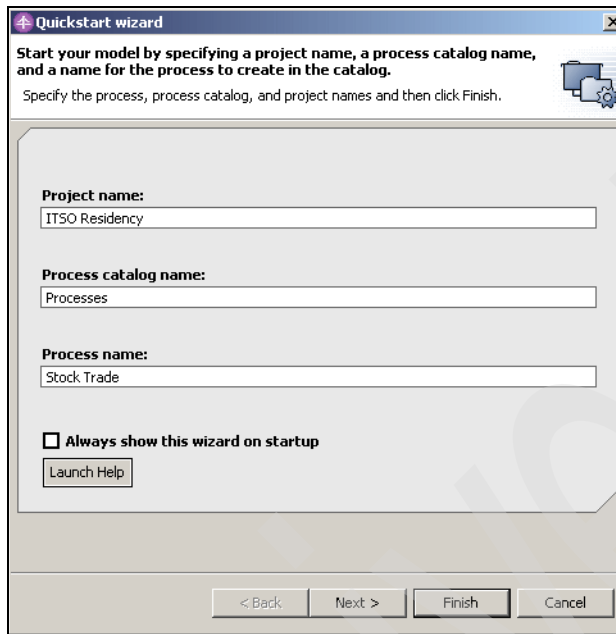 Quickstart wizard
Start your model by specifying a project name, a process catalog name,
and a name for the process to create in the catalog.
Specify the process, process catalog, and project names and then click Finish.
Project name:
ITSO Residency
Process catalog name:
Processes
Process name:
Stock Trade
Always show this wizard on startup
Launch Help
< Back
Next >
Finish
Cancel